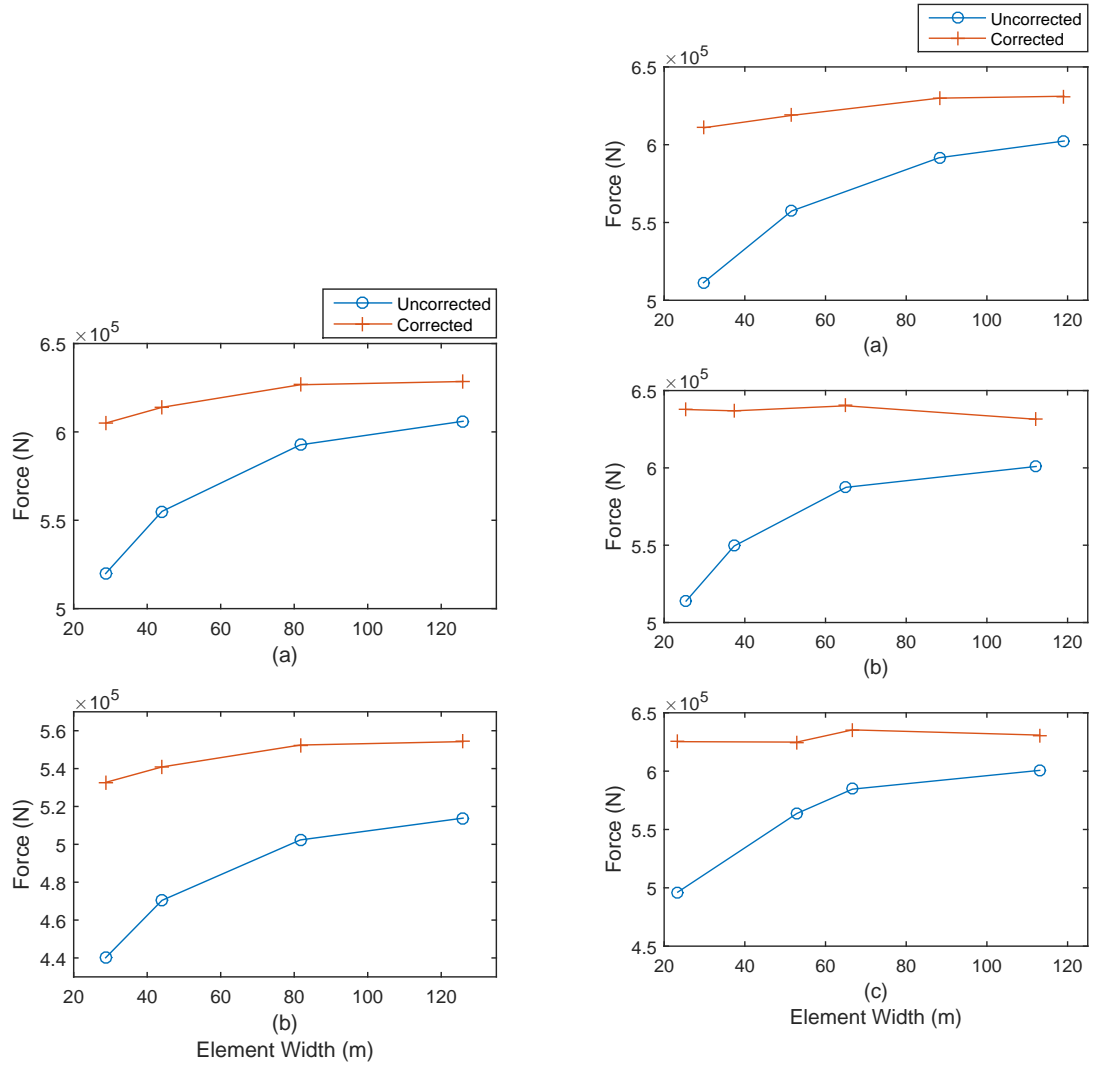 Uncorrected
Corrected
×10^5
6.5
6
5.5
5
Force (N)
20 40 60 80 100 120
(a)
×10^5
5.6
5.4
5.2
5
4.8
4.6
4.4
Force (N)
20 40 60 80 100 120
(b)
Element Width (m)
Uncorrected
Corrected
×10^5
6.5
6
5.5
5
Force (N)
20 40 60 80 100 120
(a)
×10^5
6.5
6
5.5
5
Force (N)
20 40 60 80 100 120
(b)
×10^5
6.5
6
5.5
5
4.5
Force (N)
20 40 60 80 100 120
(c)
Element Width (m)